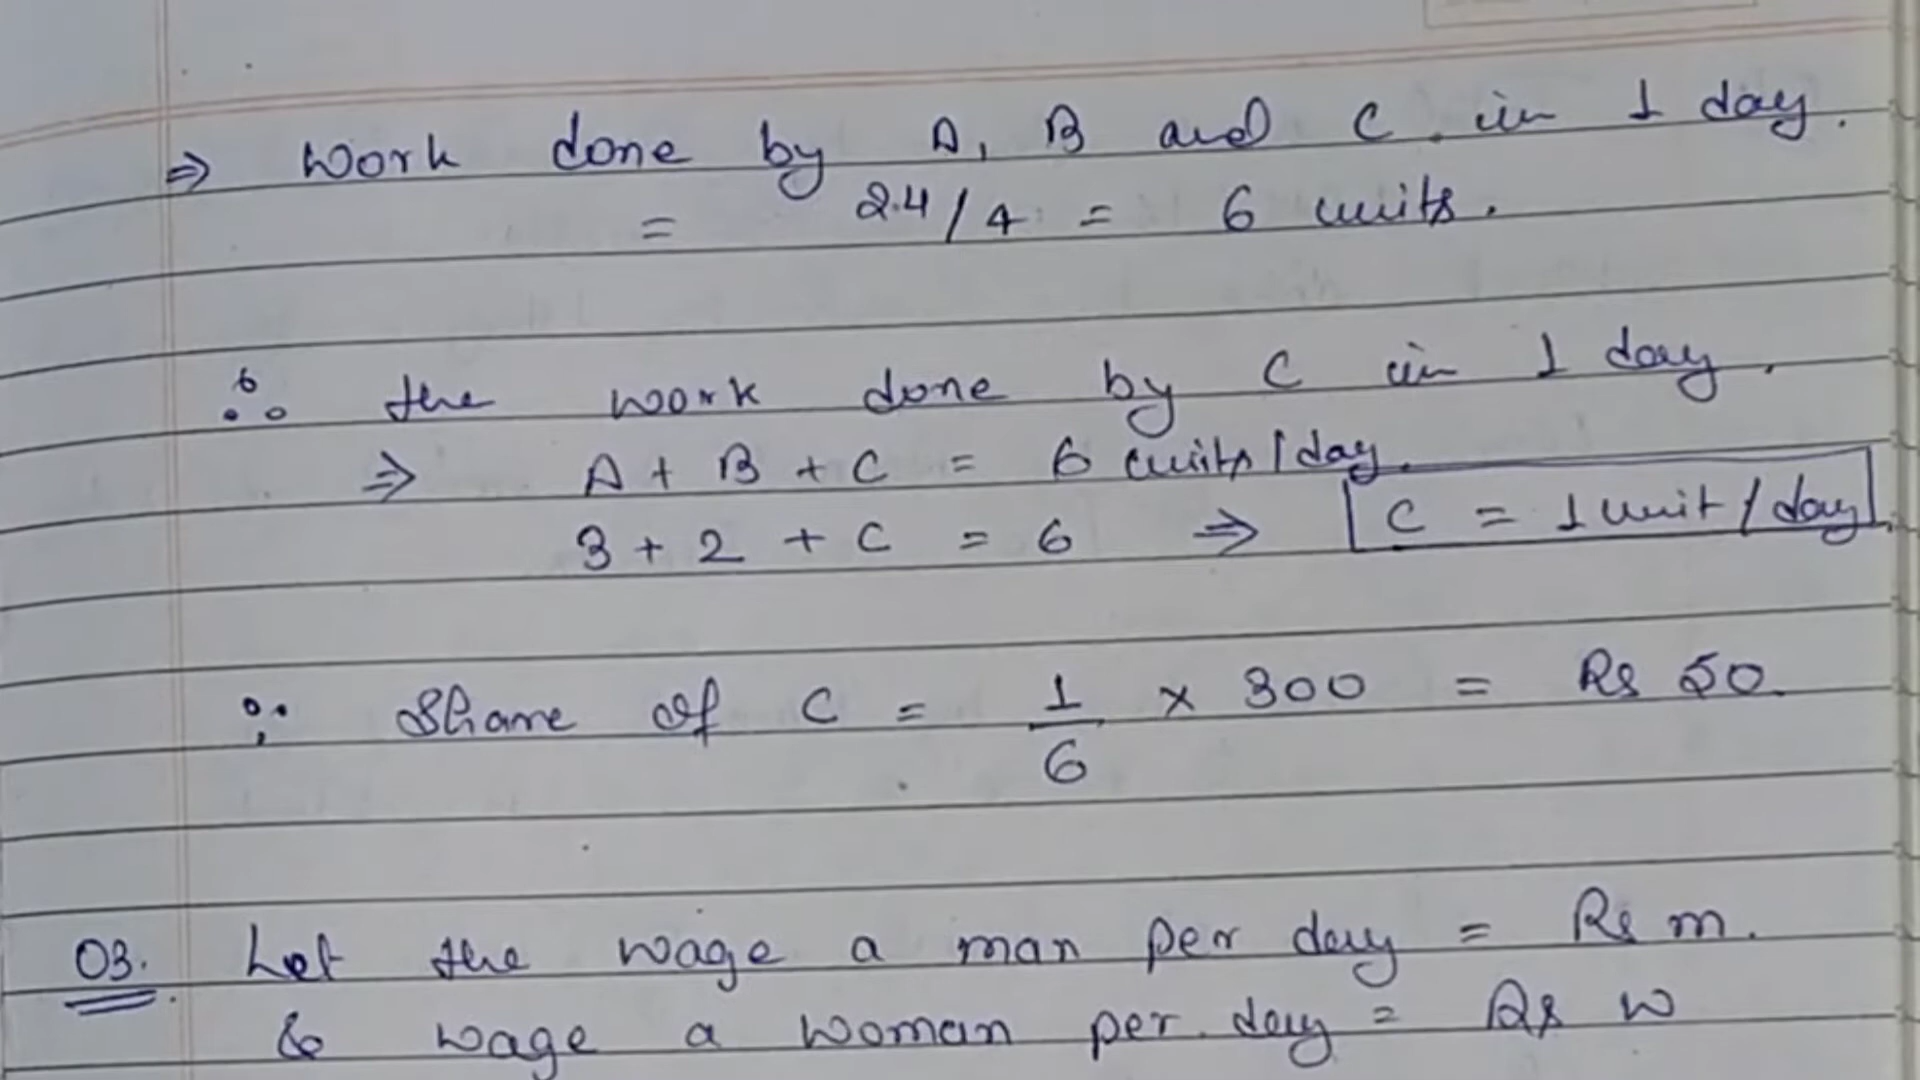 ⇒ Work done by A, B and C in 1 day.
= 24/4 = 6 units.
∴ the work done by C in 1 day.
⇒ A + B + C = 6 units/day.
3 + 2 + C = 6 ⇒ C = 1 unit/day.
∴ Share of C = 1/6 × 300 = Rs 50.
03. Let the wage a man per day = Rs m.
& wage a woman per day = Rs w